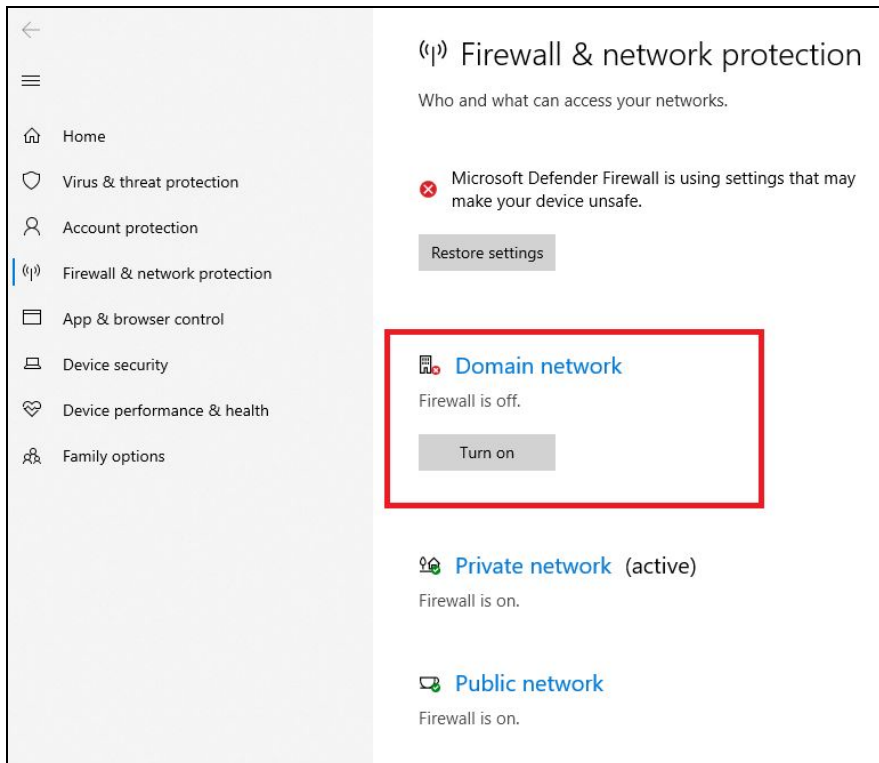 Firewall & network protection
Who and what can access your networks.
Home
Virus & threat protection
Account protection
Firewall & network protection
App & browser control
Device security
Device performance & health
Family options
Microsoft Defender Firewall is using settings that may
make your device unsafe.
Restore settings
Domain network
Firewall is off.
Turn on
Private network (active)
Firewall is on.
Public network
Firewall is on.